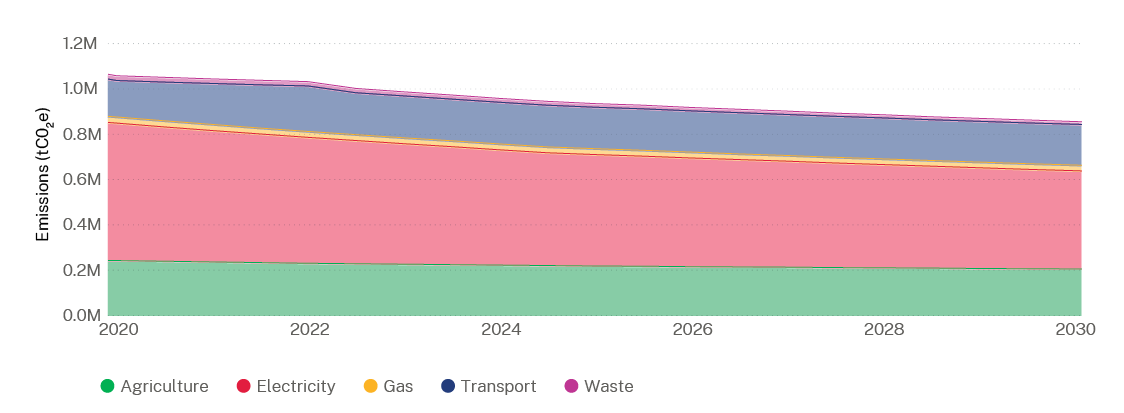 1.2M
1.0M
0.8M
0.6M
0.4M
0.2M
0.0M
Emissions (tCO₂e)
2020 2022 2024 2026 2028 2030
Agriculture Electricity Gas Transport Waste